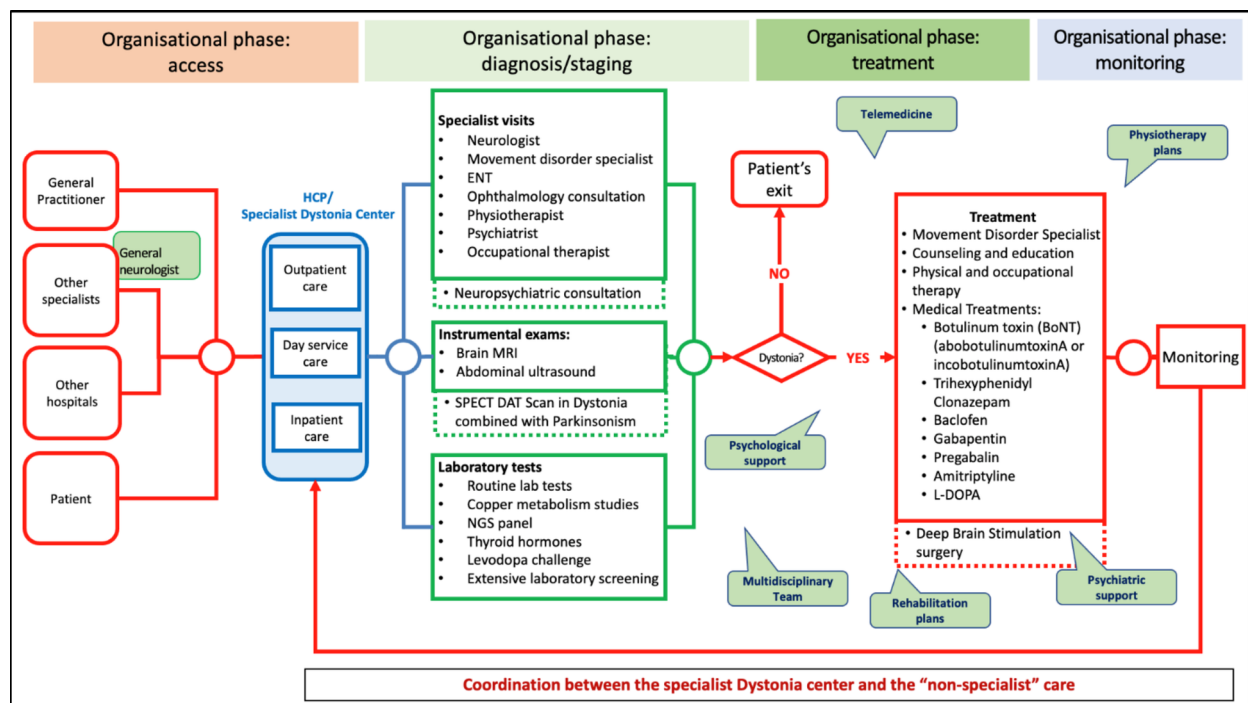 Organisational phase:
access
Organisational phase:
diagnosis/staging
Organisational phase:
treatment
Organisational phase:
monitoring
General
Practitioner
General
neurologist
Other
specialists
Other
hospitals
Patient
HCP/
Specialist Dystonia Center
Outpatient
care
Day service
care
Inpatient
care
Specialist visits
• Neurologist
• Movement disorder specialist
• ENT
• Ophthalmology consultation
• Physiotherapist
• Psychiatrist
• Occupational therapist
• Neuropsychiatric consultation
Instrumental exams:
• Brain MRI
• Abdominal ultrasound
• SPECT DAT Scan in Dystonia
combined with Parkinsonism
Laboratory tests
• Routine lab tests
• Copper metabolism studies
• NGS panel
• Thyroid hormones
• Levodopa challenge
• Extensive laboratory screening
Telemedicine
Patient's
exit
NO
Dystonia?
YES
Psychological
support
Multidisciplinary
Team
Physiotherapy
plans
Treatment
• Movement Disorder Specialist
• Counseling and education
• Physical and occupational
therapy
• Medical Treatments:
• Botulinum toxin (BoNT)
(abobotulinumtoxinA or
incobotulinumtoxinA)
• Trihexyphenidyl
Clonazepam
• Baclofen
• Gabapentin
• Pregabalin
• Amitriptyline
• L-DOPA
• Deep Brain Stimulation
surgery
Rehabilitation
plans
Psychiatric
support
Monitoring
Coordination between the specialist Dystonia center and the “non-specialist” care